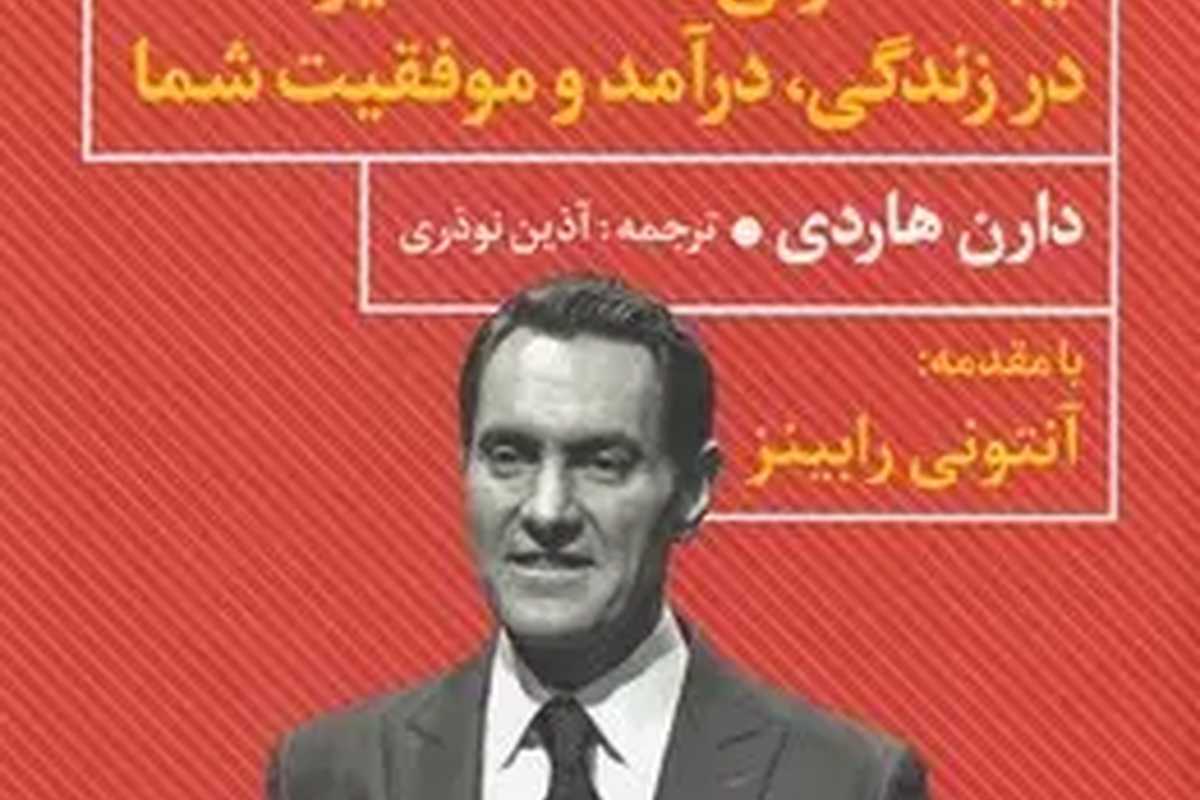 در زندگی، درآمد و موفقیت شما
دارن هاردی • ترجمه: آذین نوذری
با مقدمه:
آنتونی رابینز